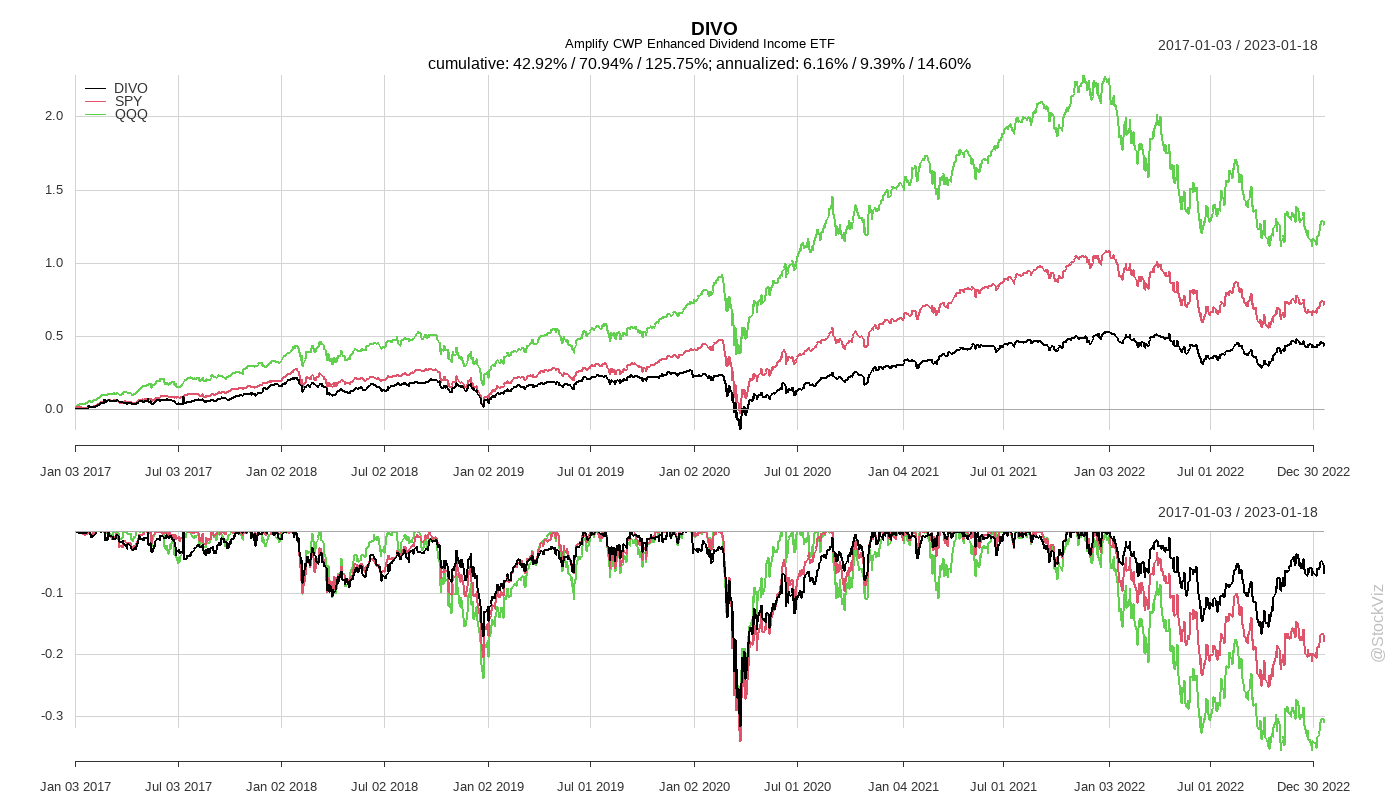 DIVO
Amplify CWP Enhanced Dividend Income ETF
2017-01-03 / 2023-01-18
cumulative: 42.92% / 70.94% / 125.75%; annualized: 6.16% / 9.39% / 14.60%
DIVO
SPY
QQQ
2.0
1.5
1.0
0.5
0.0
Jan 03 2017 Jul 03 2017 Jan 02 2018 Jul 02 2018 Jan 02 2019 Jul 01 2019 Jan 02 2020 Jul 01 2020 Jan 04 2021 Jul 01 2021 Jan 03 2022 Jul 01 2022 Dec 30 2022
2017-01-03 / 2023-01-18
-0.1
-0.2
-0.3
Jan 03 2017 Jul 03 2017 Jan 02 2018 Jul 02 2018 Jan 02 2019 Jul 01 2019 Jan 02 2020 Jul 01 2020 Jan 04 2021 Jul 01 2021 Jan 03 2022 Jul 01 2022 Dec 30 2022
@StockViz